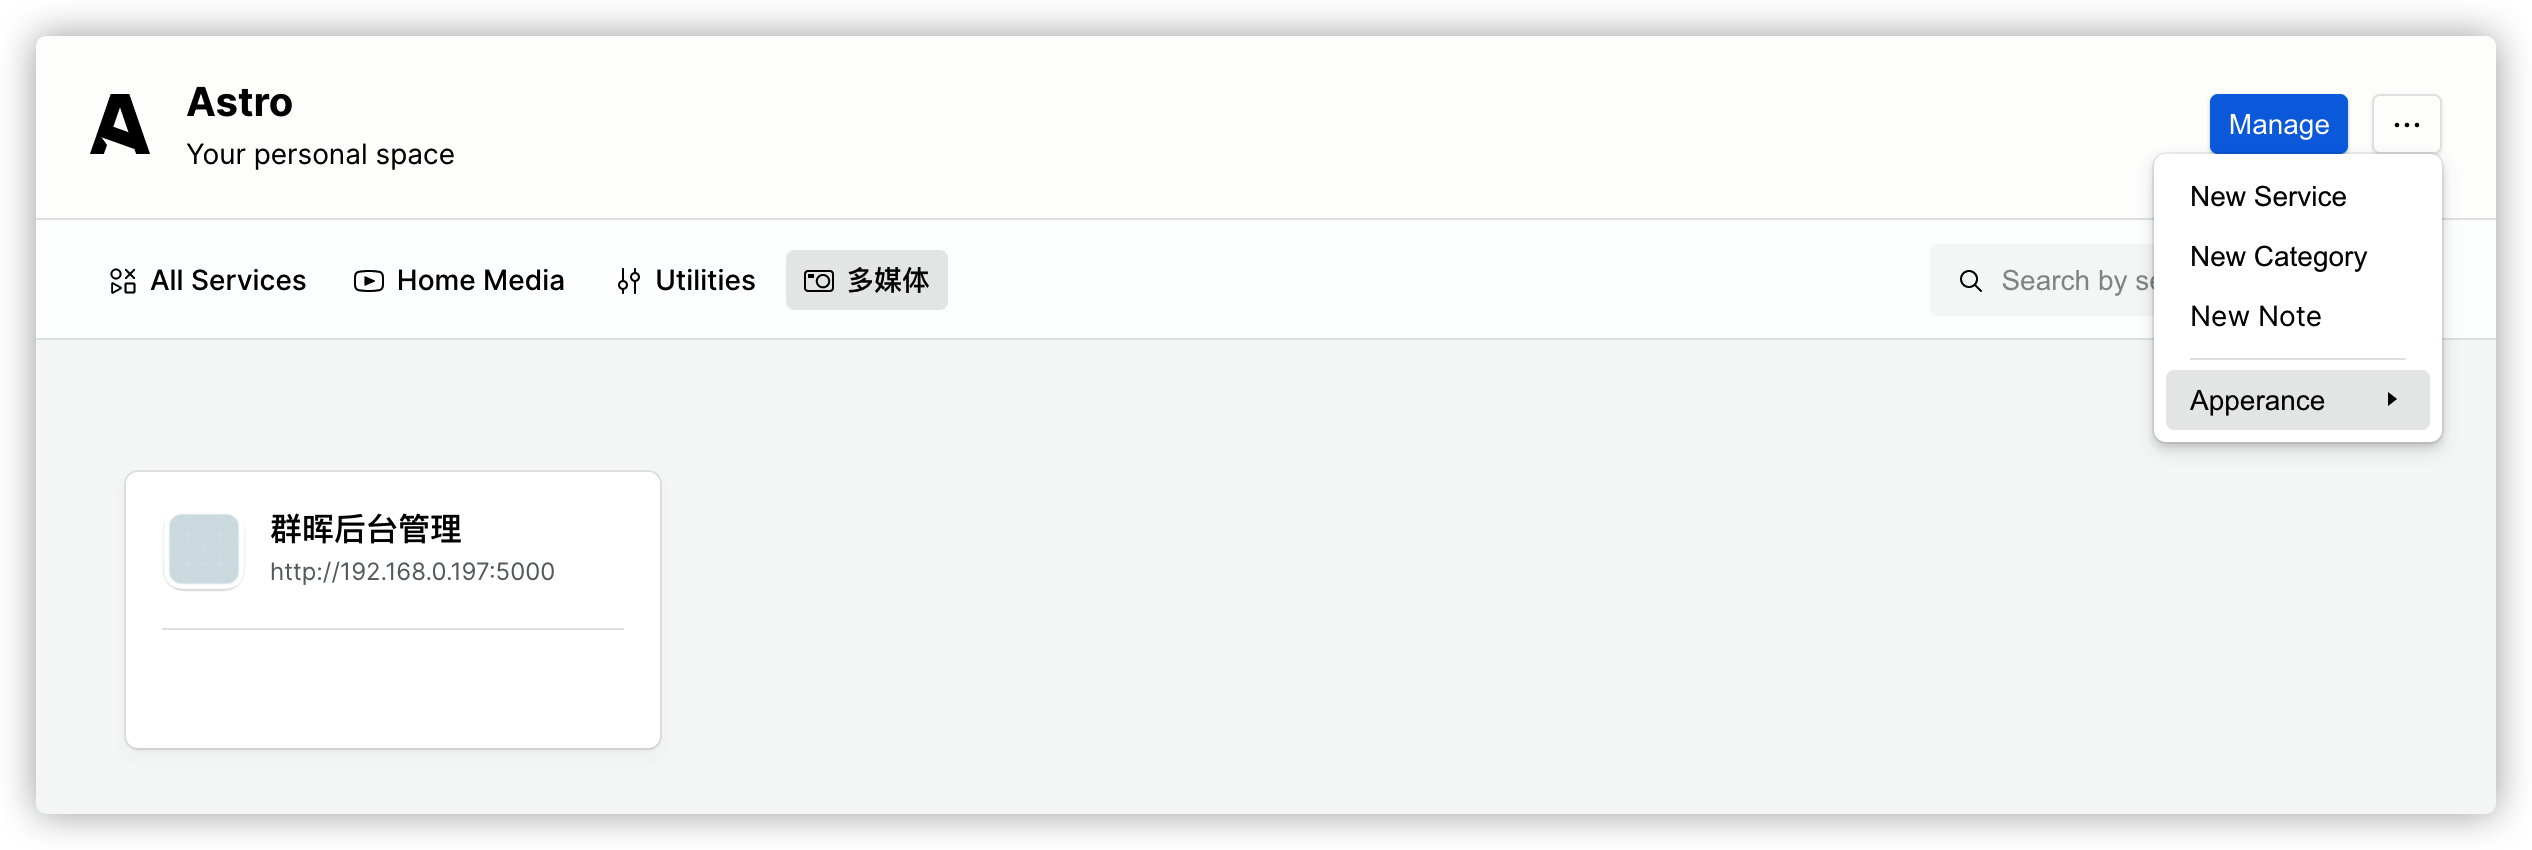 Astro
Your personal space
Manage
All Services
Home Media
Utilities
多媒体
Search by se
New Service
New Category
New Note
Apperance
群晖后台管理
http://192.168.0.197:5000